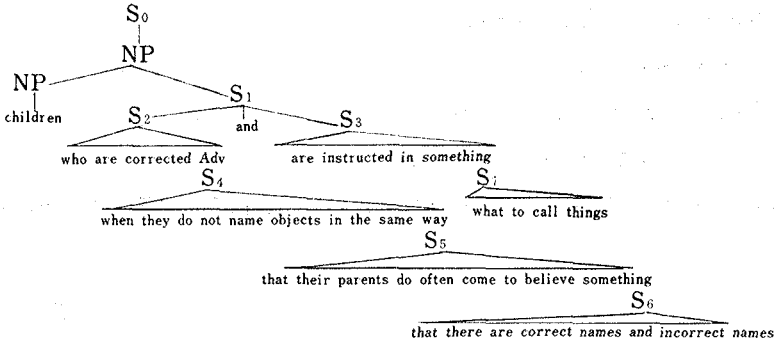 S₀
NP
NP S₁
children
S₂ and S₃
who are corrected Adv are instructed in something
S₄ S₇
when they do not name objects in the same way what to call things
S₅
that their parents do often come to believe something
S₆
that there are correct names and incorrect names